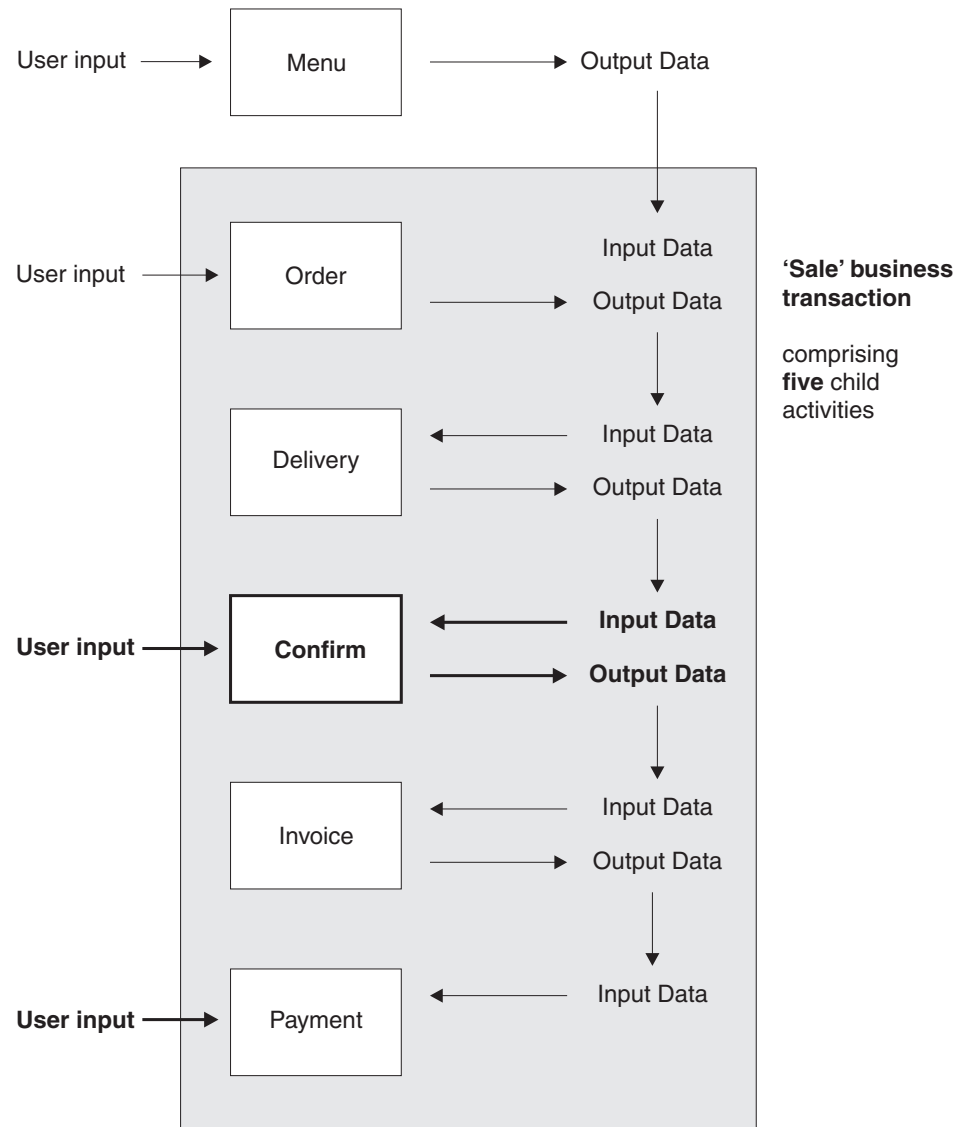 User input
Menu
Output Data
Input Data
User input
Order
Output Data
‘Sale’ business
transaction
comprising
five child
activities
Input Data
Delivery
Output Data
Input Data
User input
Confirm
Output Data
Input Data
Invoice
Output Data
Input Data
User input
Payment